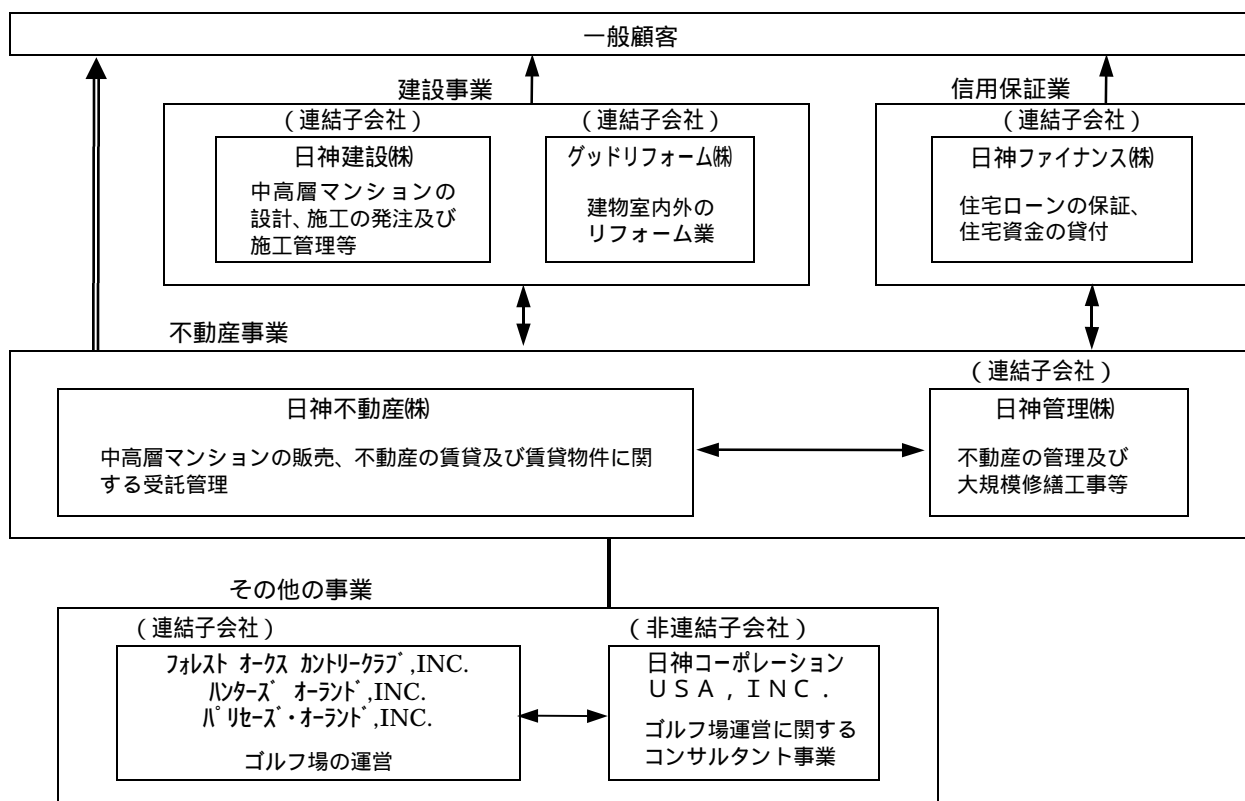 一般顧客
建設事業
信用保証業
(連結子会社)
(連結子会社)
(連結子会社)
日神建設㈱
中高層マンションの
設計、施工の発注及び
施工管理等
グッドリフォーム㈱
建物室内外の
リフォーム業
日神ファイナンス㈱
住宅ローンの保証、
住宅資金の貸付
不動産事業
(連結子会社)
日神不動産㈱
中高層マンションの販売、不動産の賃貸及び賃貸物件に関
する受託管理
日神管理㈱
不動産の管理及び
大規模修繕工事等
その他の事業
(連結子会社)
(非連結子会社)
フォレスト オークス カントリークラブ,INC.
ハンターズ オーランド,INC.
パリセーズ・オーランド,INC.
ゴルフ場の運営
日神コーポレーション
USA,INC.
ゴルフ場運営に関する
コンサルタント事業